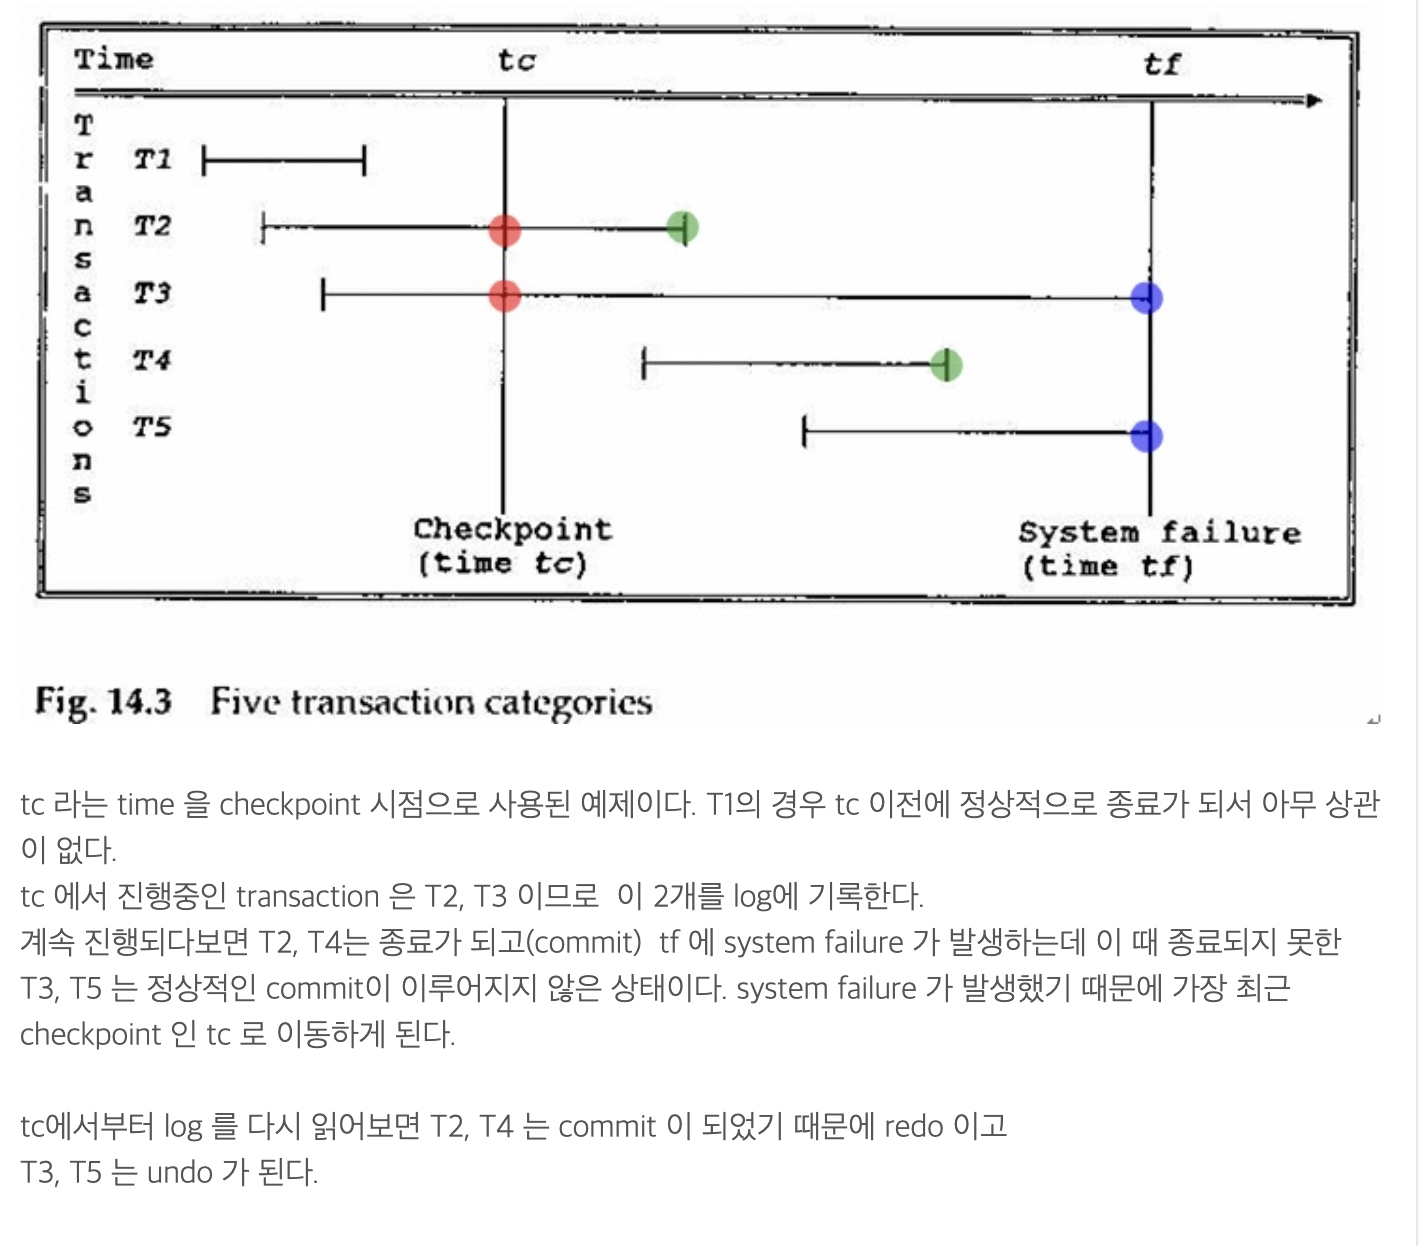 Time tc tf
Transactions
T1
T2
T3
T4
T5
Checkpoint
(time tc)
System failure
(time tf)
Fig. 14.3 Five transaction categories
tc 라는 time 을 checkpoint 시점으로 사용된 예제이다. T1의 경우 tc 이전에 정상적으로 종료가 되서 아무 상관
이 없다.
tc 에서 진행중인 transaction 은 T2, T3 이므로  이 2개를 log에 기록한다.
계속 진행되다보면 T2, T4는 종료가 되고(commit)  tf 에 system failure 가 발생하는데 이 때 종료되지 못한
T3, T5 는 정상적인 commit이 이루어지지 않은 상태이다. system failure 가 발생했기 때문에 가장 최근
checkpoint 인 tc 로 이동하게 된다.
tc에서부터 log 를 다시 읽어보면 T2, T4 는 commit 이 되었기 때문에 redo 이고
T3, T5 는 undo 가 된다.